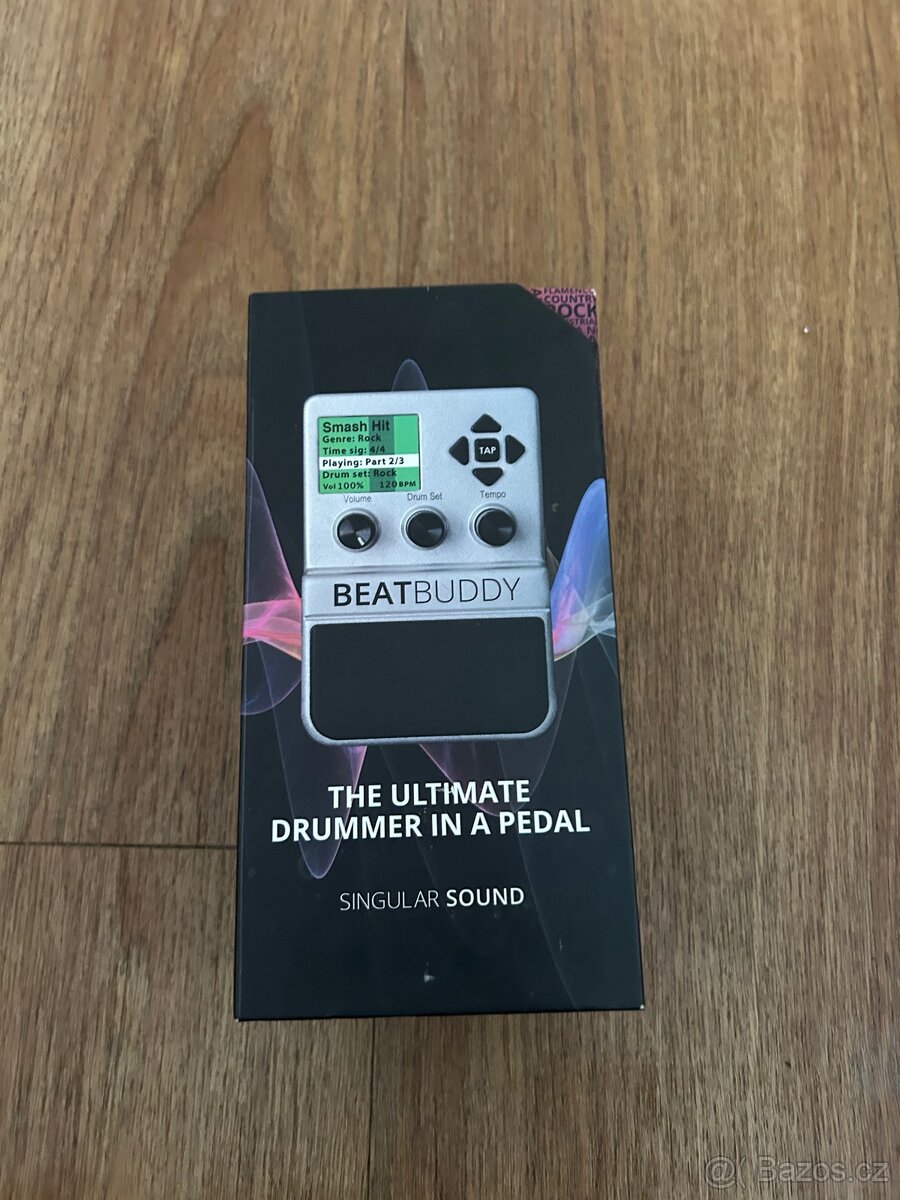 FLAMENCO
COUNTRY
ROCK
Smash Hit
Genre: Rock
Time sig: 4/4
Playing: Part 2/3
Drum set: Rock
Vol 100% 120 BPM
TAP
Volume Drum Set Tempo
BEATBUDDY
THE ULTIMATE
DRUMMER IN A PEDAL
SINGULAR SOUND
@( Bazos.cz